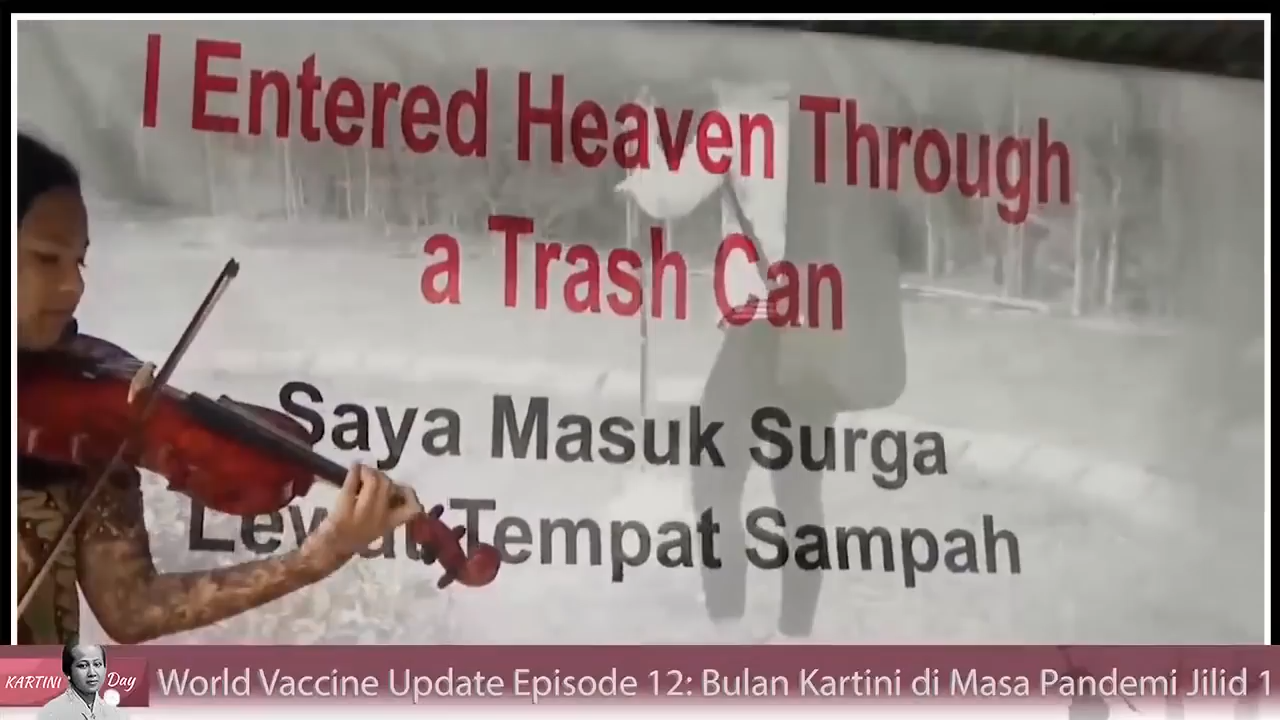 I Entered Heaven Through
a Trash Can
Saya Masuk Surga
Tempat Sampah
KARTINI Day
World Vaccine Update Episode 12: Bulan Kartini di Masa Pandemi Jilid 1